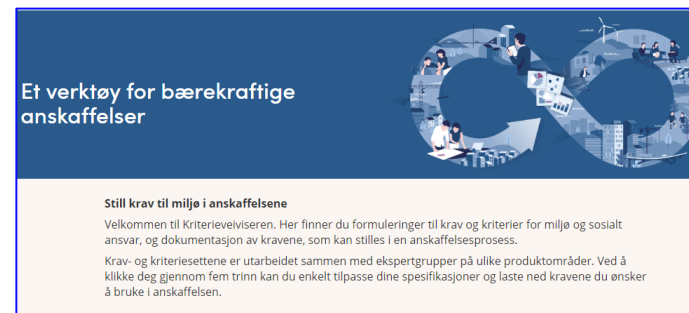 Et verktøy for bærekraftige
anskaffelser
Still krav til miljø i anskaffelsene
Velkommen til Kriterieveiviseren. Her finner du formuleringer til krav og kriterier for miljø og sosialt
ansvar, og dokumentasjon av kravene, som kan stilles i en anskaffelsesprosess.
Krav- og kriteriesettene er utarbeidet sammen med ekspertgrupper på ulike produktområder. Ved å
klikke deg gjennom fem trinn kan du enkelt tilpasse dine spesifikasjoner og laste ned kravene du ønsker
å bruke i anskaffelsen.